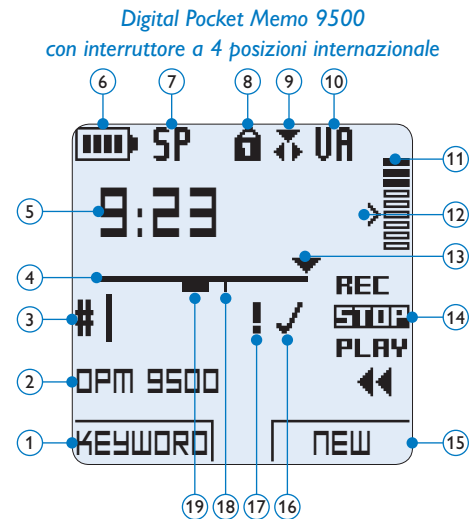 Digital Pocket Memo 9500
con interruttore a 4 posizioni internazionale
6 7 8 9 10
SP VA
11
5 9:23 12
13
4
REC
3 #1 STOP 14
PLAY
2 DPM 9500
1 KEYWORD NEW 15
19 18 17 16